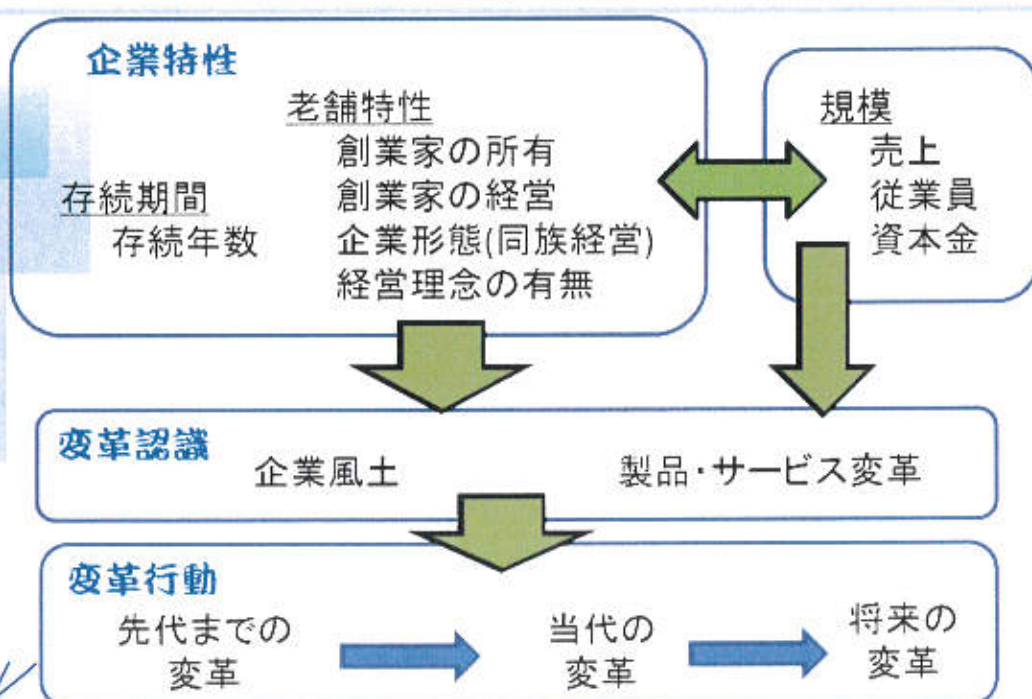 企業特性
老舗特性
創業家の所有
創業家の経営
企業形態(同族経営)
経営理念の有無
存続期間
存続年数
規模
売上
従業員
資本金
変革認識
企業風土
製品・サービス変革
変革行動
先代までの
変革
当代の
変革
将来の
変革